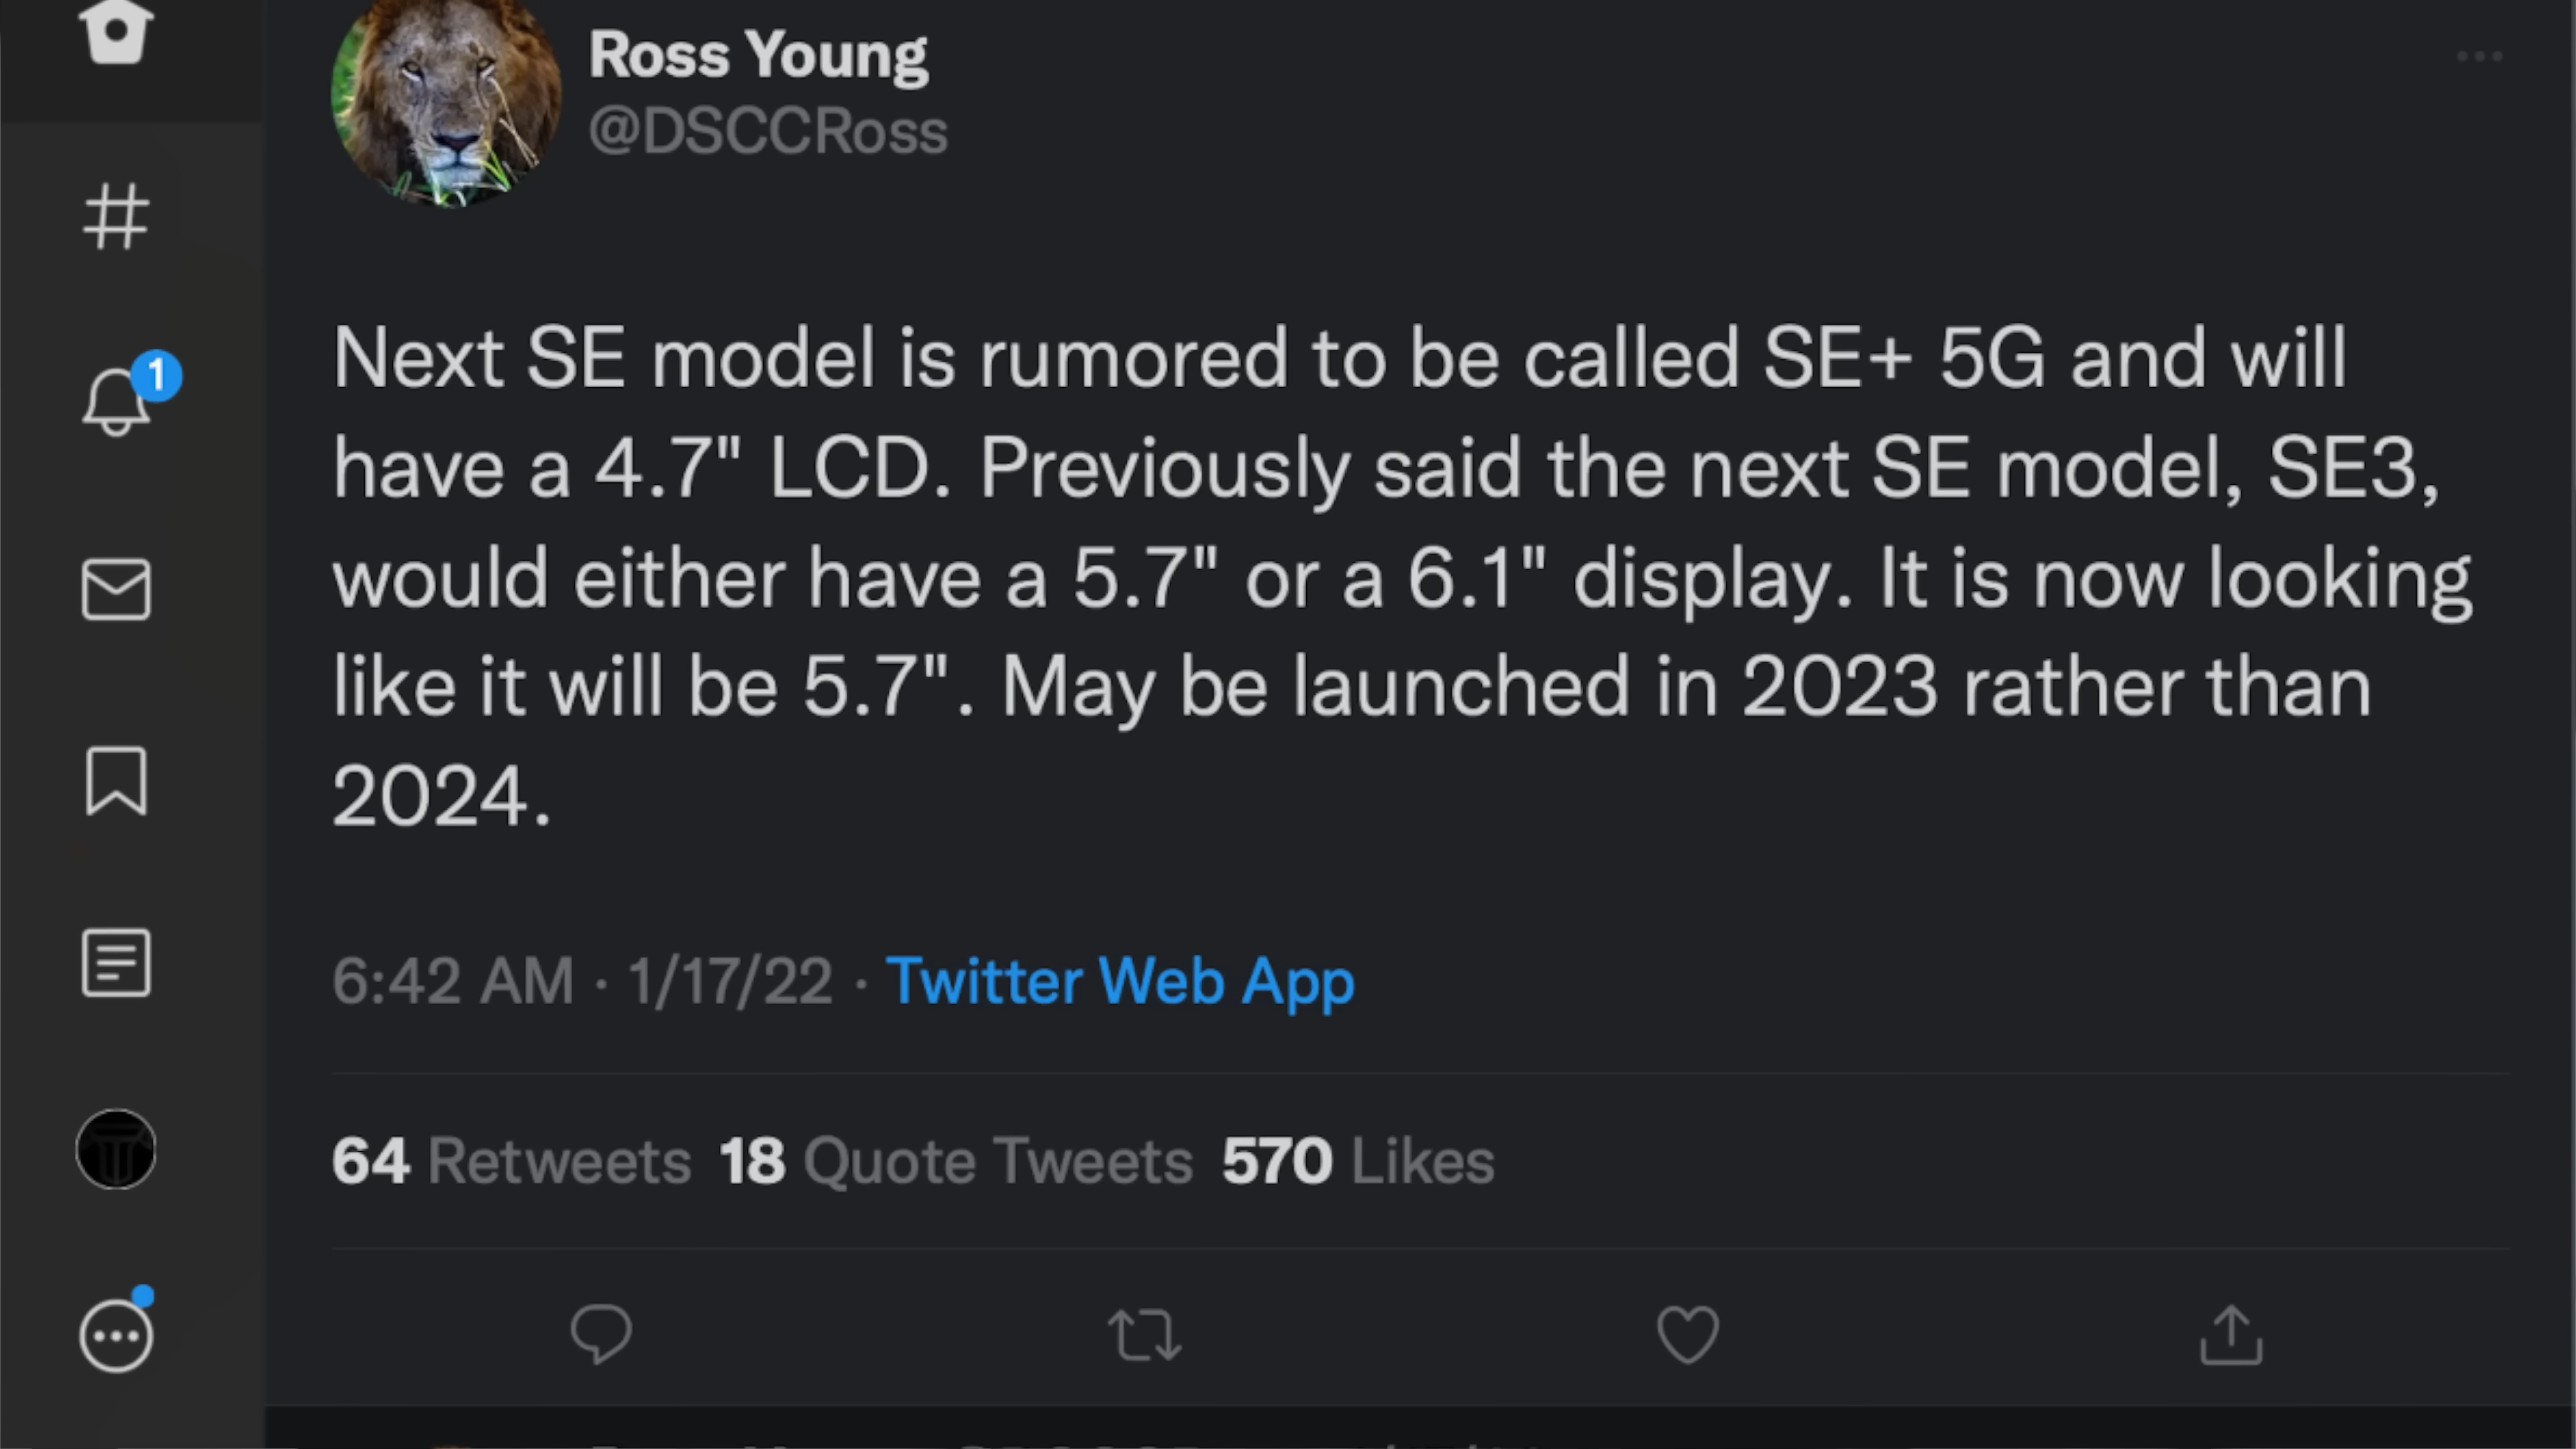 Ross Young
@DSCCRoss
1
Next SE model is rumored to be called SE+ 5G and will
have a 4.7" LCD. Previously said the next SE model, SE3,
would either have a 5.7" or a 6.1" display. It is now looking
like it will be 5.7". May be launched in 2023 rather than
2024.
6:42 AM · 1/17/22 · Twitter Web App
64 Retweets 18 Quote Tweets 570 Likes